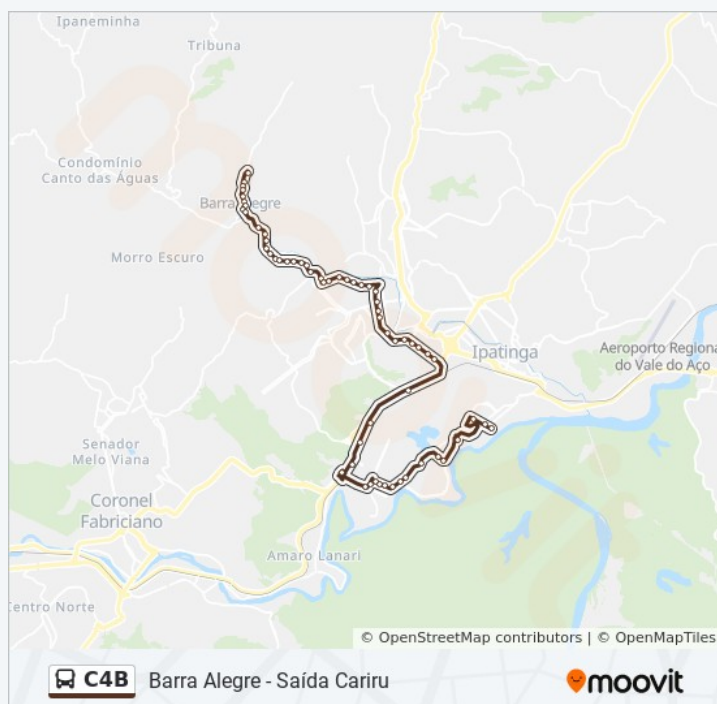 Ipaneminha
Tribuna
Condomínio
Canto das Águas
Barra Alegre
Morro Escuro
Ipatinga
Aeroporto Regiona
do Vale do Aço
Senador
Melo Viana
Coronel
Fabriciano
Amaro Lanari
Centro Norte
© OpenStreetMap contributors | © OpenMapTiles
C4B Barra Alegre - Saída Cariru
moovit